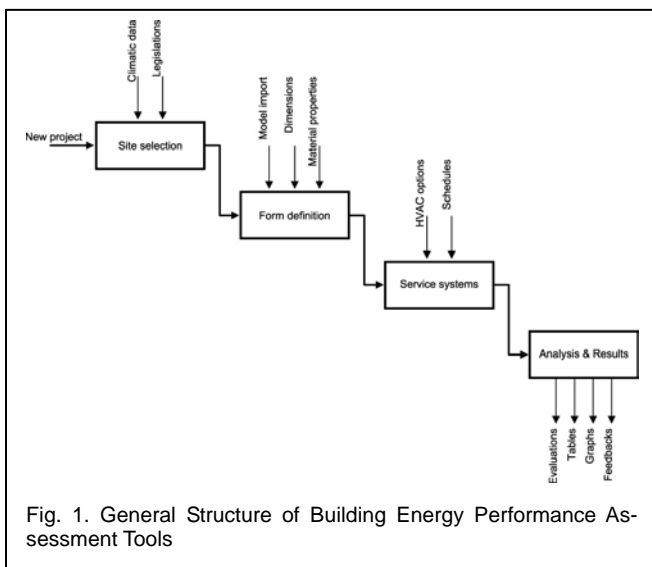 Climatic data
Legislations
New project
Site selection
Model import
Dimensions
Material properties
Form definition
HVAC options
Schedules
Service systems
Analysis & Results
Evaluations
Tables
Graphs
Feedbacks
Fig. 1. General Structure of Building Energy Performance As-
sessment Tools